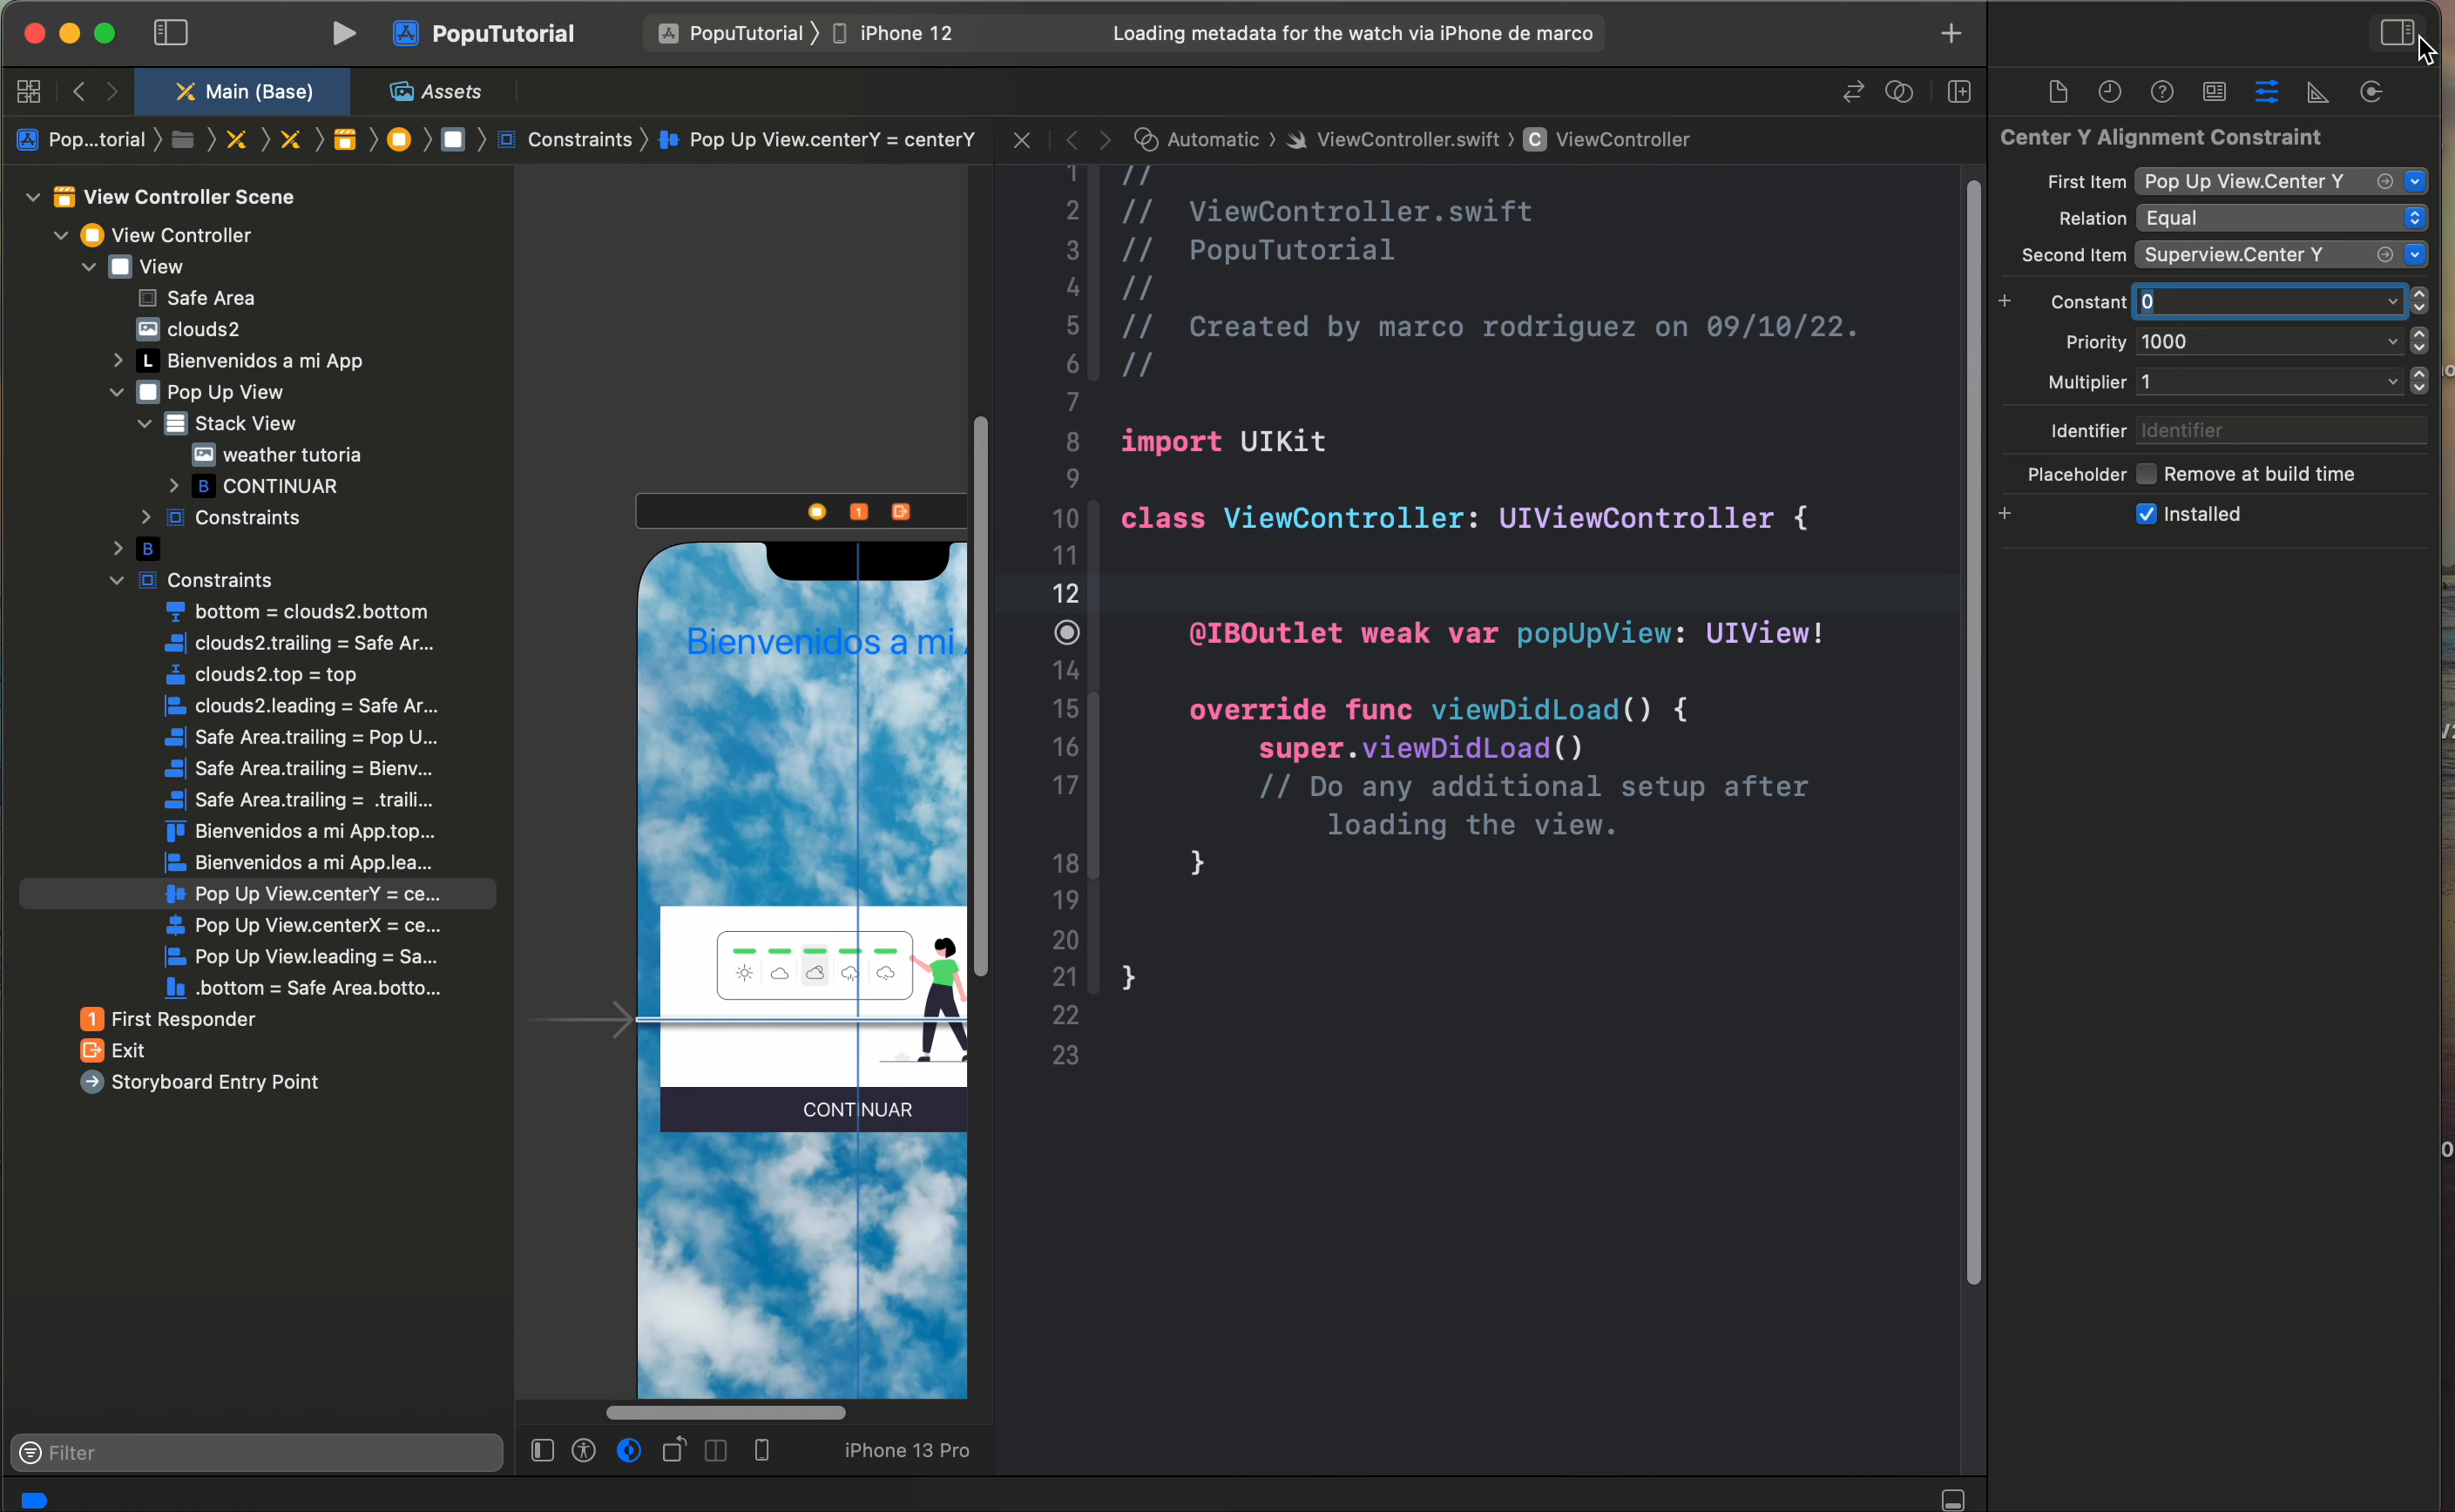 PopuTutorial
PopuTutorial
iPhone 12
Loading metadata for the watch via iPhone de marco
Main (Base)
Assets
Pop...torial
Constraints
Pop Up View.centerY = centerY
Automatic
ViewController.swift
C
ViewController
View Controller Scene
View Controller
View
Safe Area
clouds2
L Bienvenidos a mi App
Pop Up View
Stack View
weather tutoria
B CONTINUAR
Constraints
B
Constraints
bottom = clouds2.bottom
clouds2.trailing = Safe Ar...
clouds2.top = top
clouds2.leading = Safe Ar...
Safe Area.trailing = Pop U...
Safe Area.trailing = Bienv...
Safe Area.trailing = .traili...
Bienvenidos a mi App.top...
Bienvenidos a mi App.lea...
Pop Up View.centerY = ce...
Pop Up View.centerX = ce...
Pop Up View.leading = Sa...
.bottom = Safe Area.botto...
1 First Responder
Exit
Storyboard Entry Point
Filter
1
Bienvenidos a mi
CONTINUAR
iPhone 13 Pro
1 //
2 // ViewController.swift
3 // PopuTutorial
4 //
5 // Created by marco rodriguez on 09/10/22.
6 //
7
8 import UIKit
9
10 class ViewController: UIViewController {
11
12
@IBOutlet weak var popUpView: UIView!
14
15 override func viewDidLoad() {
16 super.viewDidLoad()
17 // Do any additional setup after
loading the view.
18 }
19
20
21 }
22
23
Center Y Alignment Constraint
First Item Pop Up View.Center Y
Relation Equal
Second Item Superview.Center Y
Constant 0
Priority 1000
Multiplier 1
Identifier Identifier
Placeholder Remove at build time
Installed